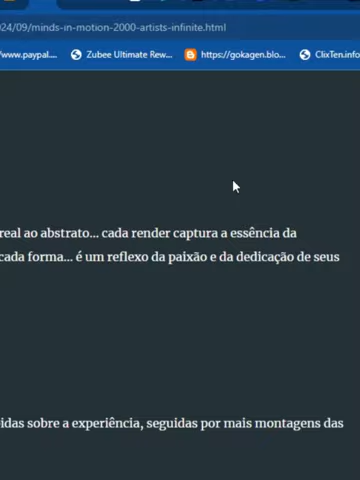 024/09/minds-in-motion-2000-artists-infinite.html
/www.paypal.... Zubee Ultimate Rew... https://gokagen.blo... ClixTen.info
real ao abstrato... cada render captura a essência da
cada forma... é um reflexo da paixão e da dedicação de seus
idas sobre a experiência, seguidas por mais montagens das